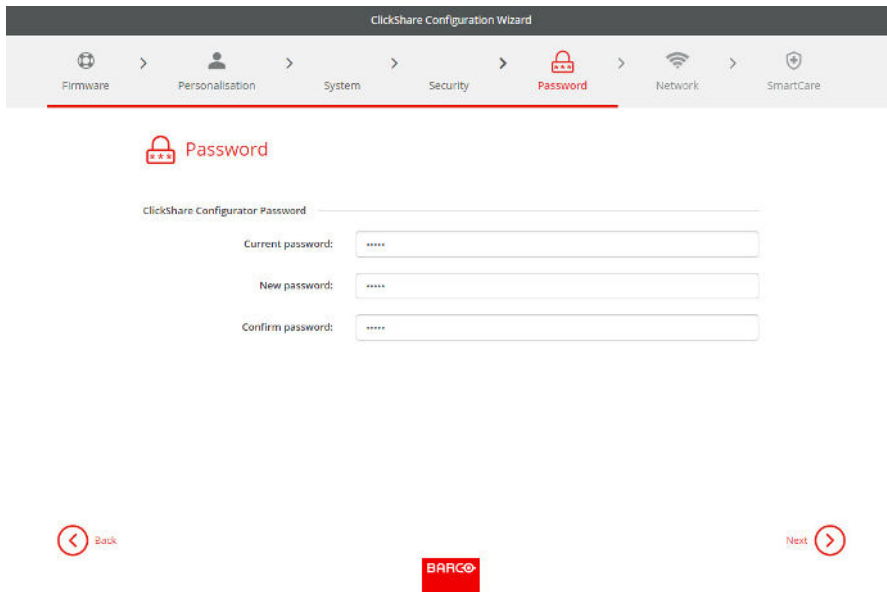 ClickShare Configuration Wizard
Firmware > Personalisation > System > Security > Password > Network > SmartCare
***
Password
ClickShare Configurator Password
Current password: •••••
New password: •••••
Confirm password: •••••
Back
Next
BARCO